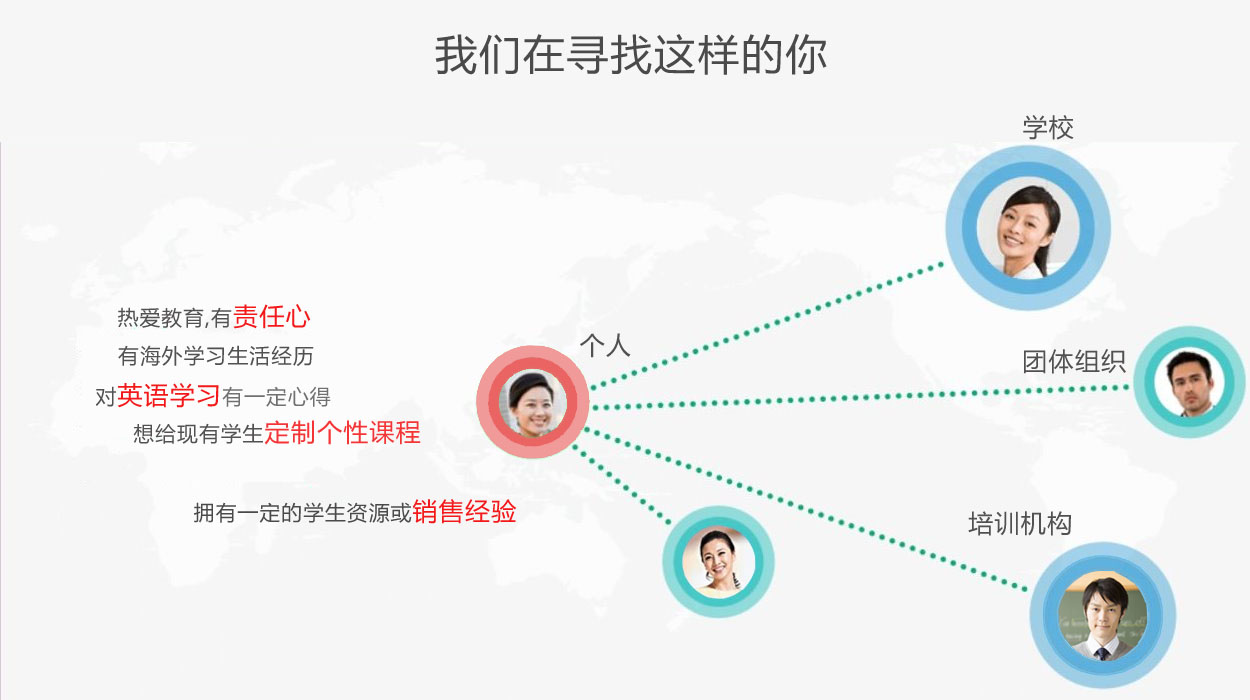 我们在寻找这样的你
学校
热爱教育,有责任心
个人
有海外学习生活经历
团体组织
对英语学习有一定心得
想给现有学生定制个性课程
拥有一定的学生资源或销售经验
培训机构